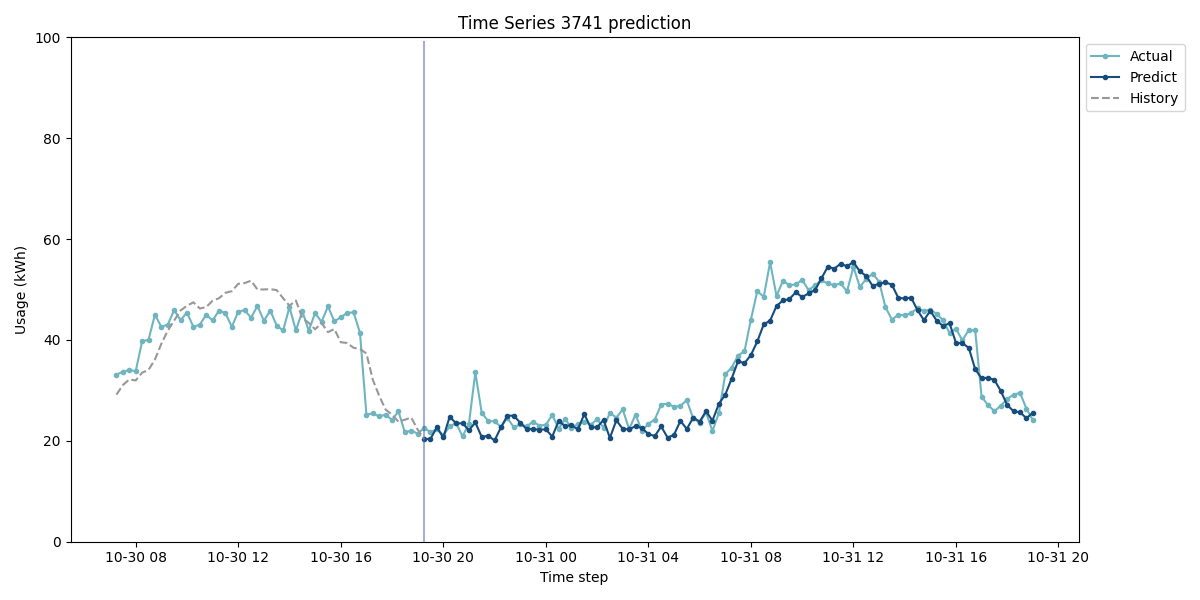 Time Series 3741 prediction
100
80
60
40
20
0
Usage (kWh)
10-30 08
10-30 12
10-30 16
10-30 20
10-31 00
10-31 04
10-31 08
10-31 12
10-31 16
10-31 20
Time step
Actual
Predict
History